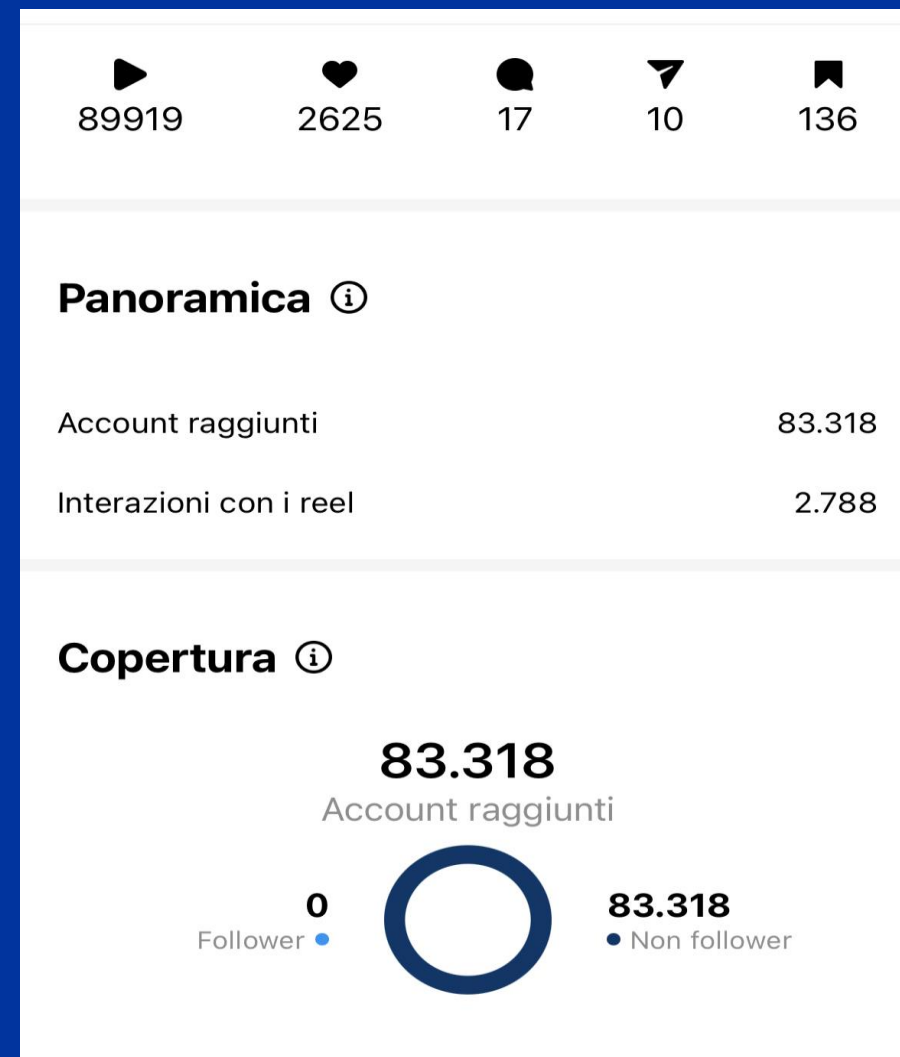 89919 2625 17 10 136
Panoramica
Account raggiunti 83.318
Interazioni con i reel 2.788
Copertura
83.318
Account raggiunti
0 83.318
Follower Non follower